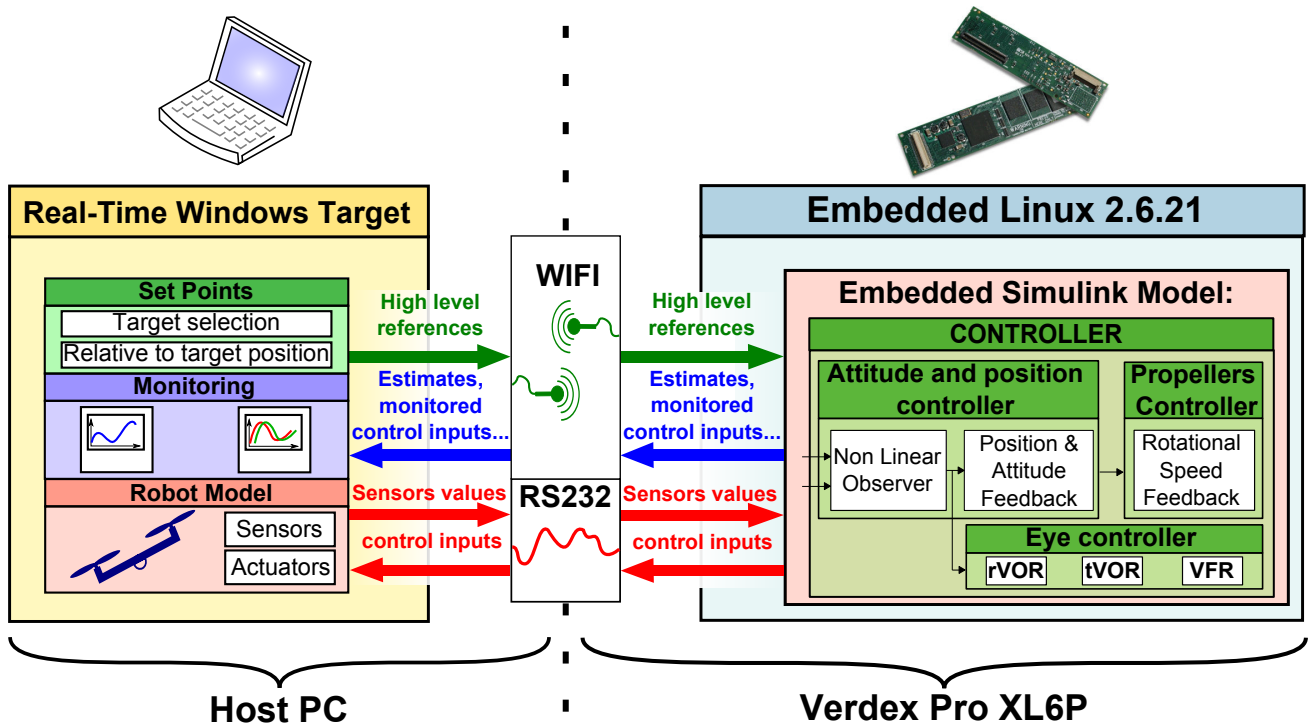 Real-Time Windows Target
Set Points
Target selection
Relative to target position
Monitoring
Robot Model
Sensors
Actuators
High level
references
Estimates,
monitored
control inputs...
Sensors values
control inputs
WIFI
RS232
High level
references
Estimates,
monitored
control inputs...
Sensors values
control inputs
Embedded Linux 2.6.21
Embedded Simulink Model:
CONTROLLER
Attitude and position
controller
Non Linear
Observer
Position &
Attitude
Feedback
Propellers
Controller
Rotational
Speed
Feedback
Eye controller
rVOR
tVOR
VFR
Host PC
Verdex Pro XL6P